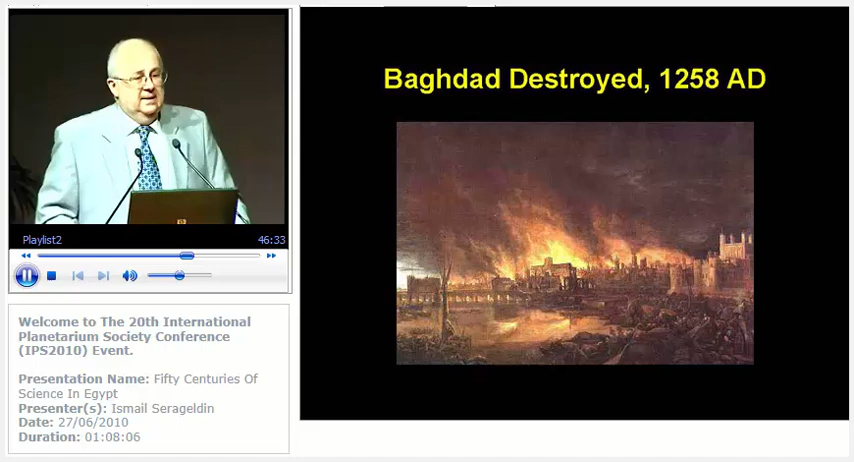 Baghdad Destroyed, 1258 AD
Playlist2
46:33
Welcome to The 20th International
Planetarium Society Conference
(IPS2010) Event.
Presentation Name: Fifty Centuries Of
Science In Egypt
Presenter(s): Ismail Serageldin
Date: 27/06/2010
Duration: 01:08:06